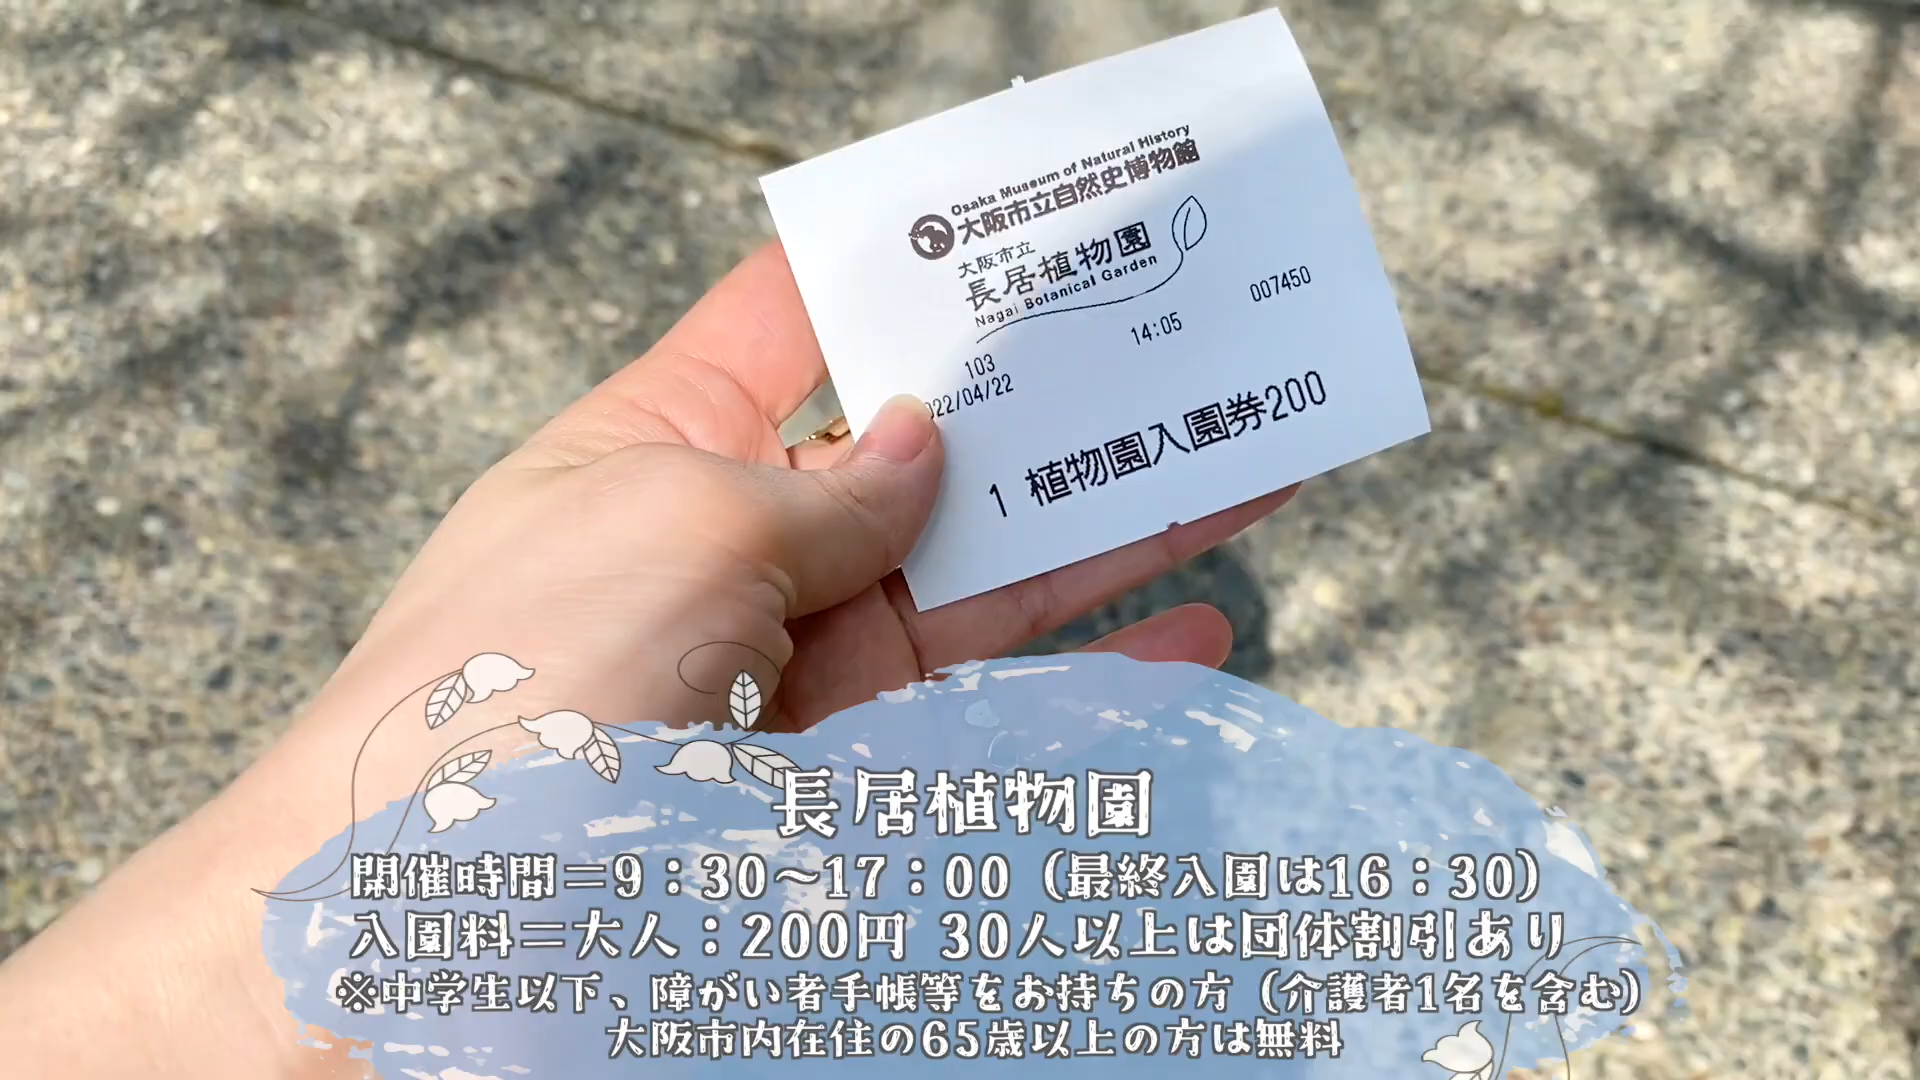 Osaka Museum of Natural History
大阪市立自然史博物館
大阪市立
長居植物園
Nagai Botanical Garden
103 14:05 007450
022/04/22
1 植物園入園券200
長居植物園
開催時間＝9：30～17：00（最終入園は16：30）
入園料＝大人：200円 30人以上は団体割引あり
※中学生以下、障がい者手帳等をお持ちの方（介護者1名を含む）
大阪市内在住の65歳以上の方は無料